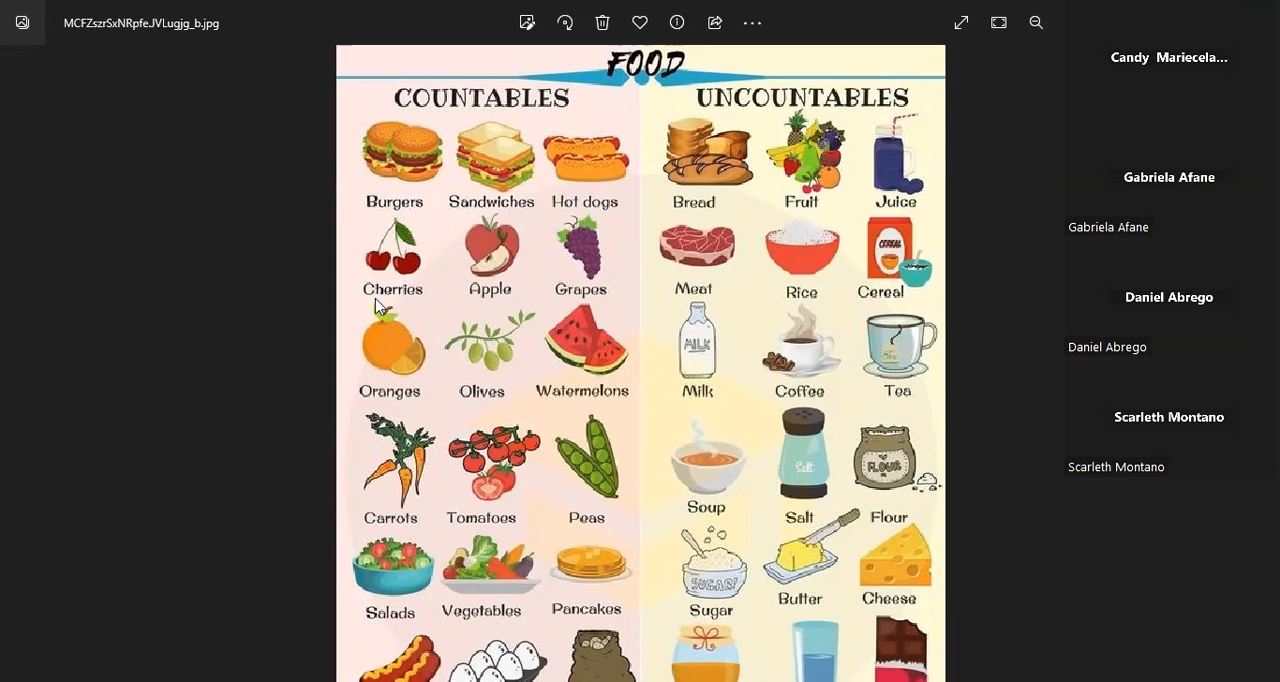 MCFZszrSxNRpfeJVLugjg_b.jpg
FOOD
COUNTABLES
UNCOUNTABLES
Burgers Sandwiches Hot dogs
Bread Fruit Juice
Cherries Apple Grapes
CEREAL
Meat Rice Cereal
Oranges Olives Watermelons
MILK
Tea
Milk Coffee Tea
Carrots Tomatoes Peas
Salt
FLOUR
Soup Salt Flour
Salads Vegetables Pancakes
SUGAR!
Sugar Butter Cheese
Candy Mariecela...
Gabriela Afane
Gabriela Afane
Daniel Abrego
Daniel Abrego
Scarleth Montano
Scarleth Montano